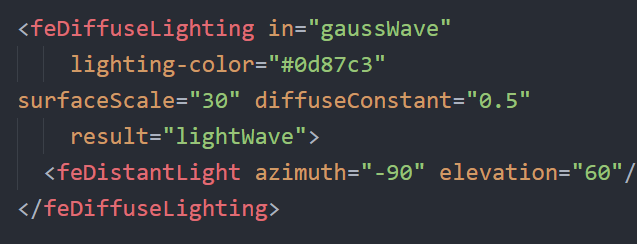 <feDiffuseLighting in="gaussWave"
lighting-color="#0d87c3"
surfaceScale="30" diffuseConstant="0.5"
result="lightWave">
<feDistantLight azimuth="-90" elevation="60"/
</feDiffuseLighting>